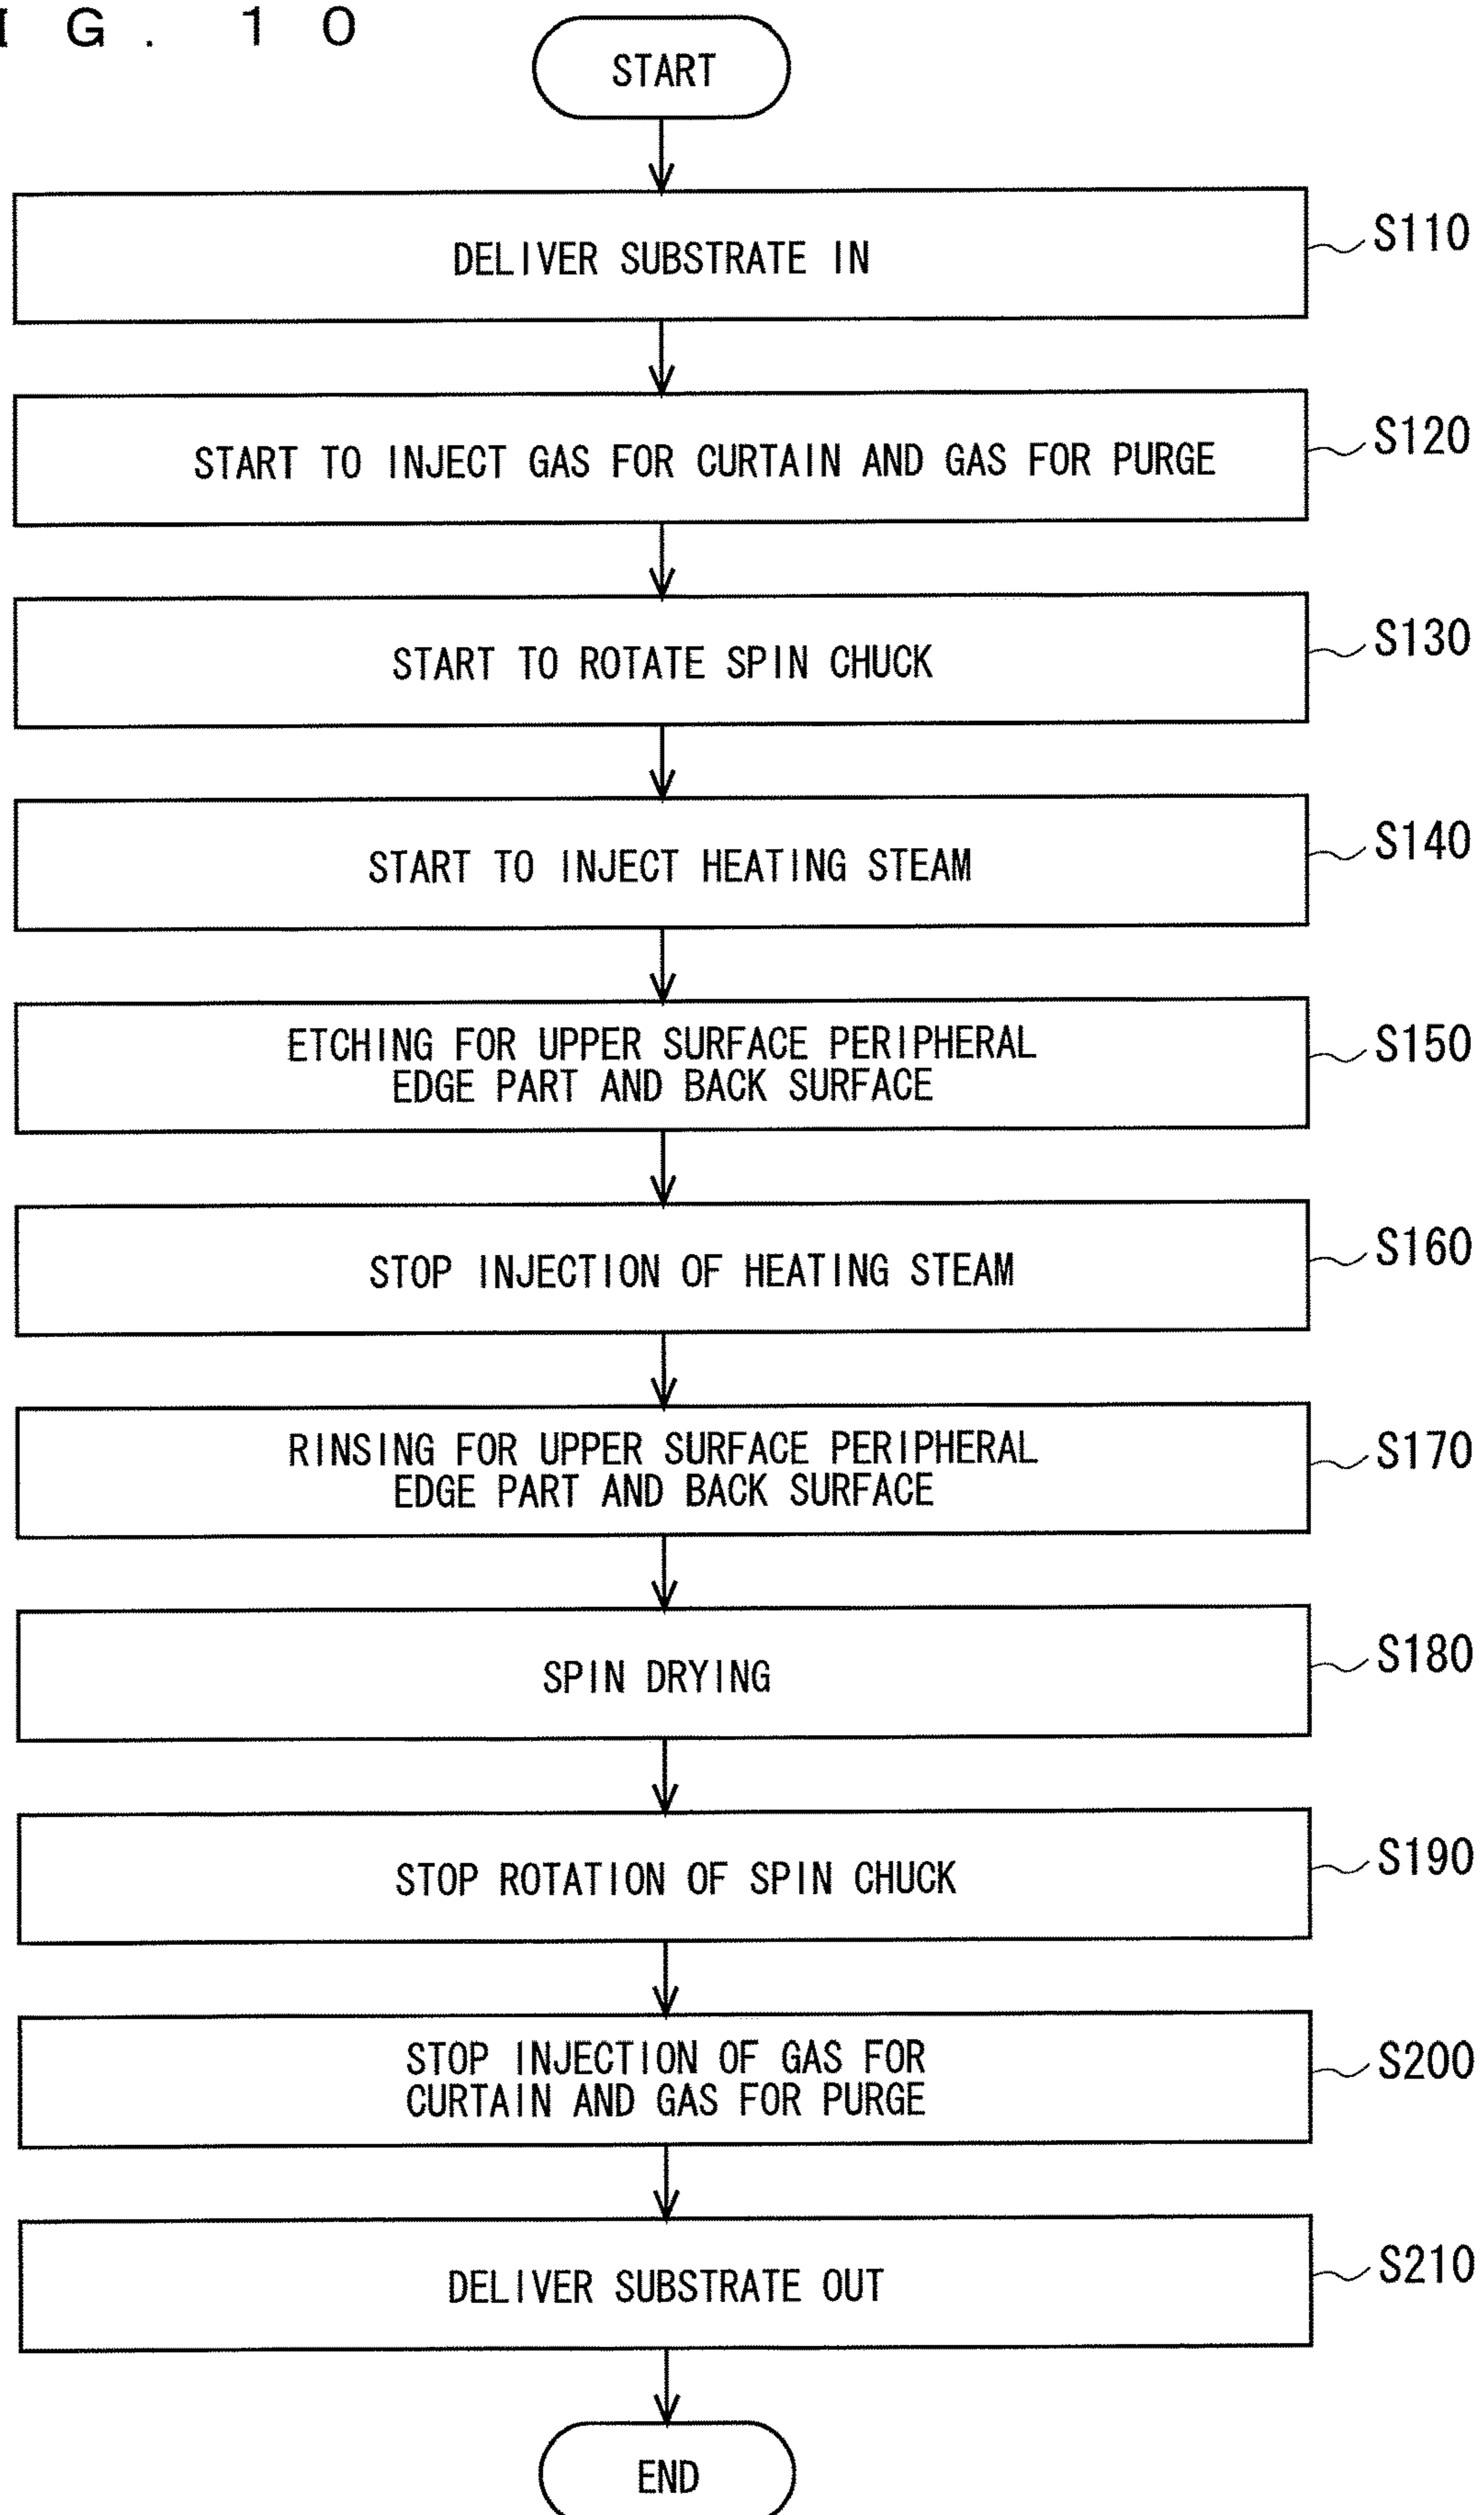 I G . 1 0
START
DELIVER SUBSTRATE IN
S110
START TO INJECT GAS FOR CURTAIN AND GAS FOR PURGE
S120
START TO ROTATE SPIN CHUCK
S130
START TO INJECT HEATING STEAM
S140
ETCHING FOR UPPER SURFACE PERIPHERAL
EDGE PART AND BACK SURFACE
S150
STOP INJECTION OF HEATING STEAM
S160
RINSING FOR UPPER SURFACE PERIPHERAL
EDGE PART AND BACK SURFACE
S170
SPIN DRYING
S180
STOP ROTATION OF SPIN CHUCK
S190
STOP INJECTION OF GAS FOR
CURTAIN AND GAS FOR PURGE
S200
DELIVER SUBSTRATE OUT
S210
END